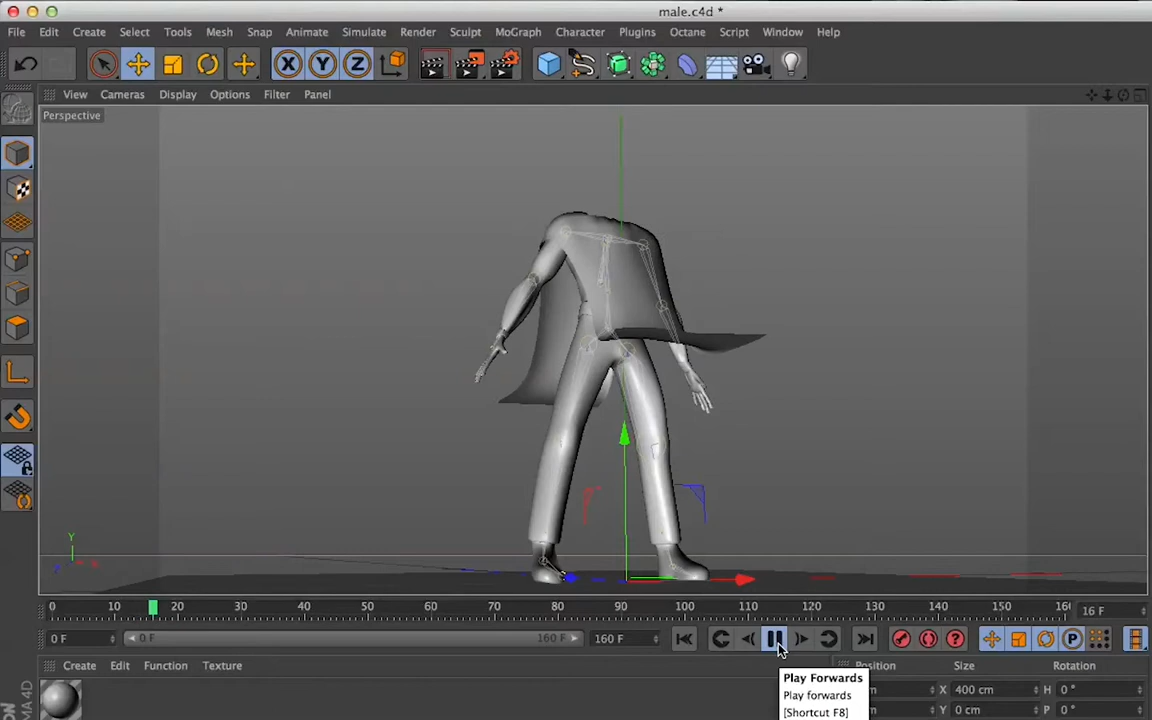 male.c4d *
File Edit Create Select Tools Mesh Snap Animate Simulate Render Sculpt MoGraph Character Plugins Octane Script Window Help
X Y Z
View Cameras Display Options Filter Panel
Perspective
Y
0 10 20 30 40 50 60 70 80 90 100 110 120 130 140 150 16 16 F
0 F 0 F 160 F 160 F P
Create Edit Function Texture Position Size Rotation
Play Forwards
Play forwards
[Shortcut F8]
m X 400 cm H 0 °
m Y 0 cm P 0 °
MA 4D